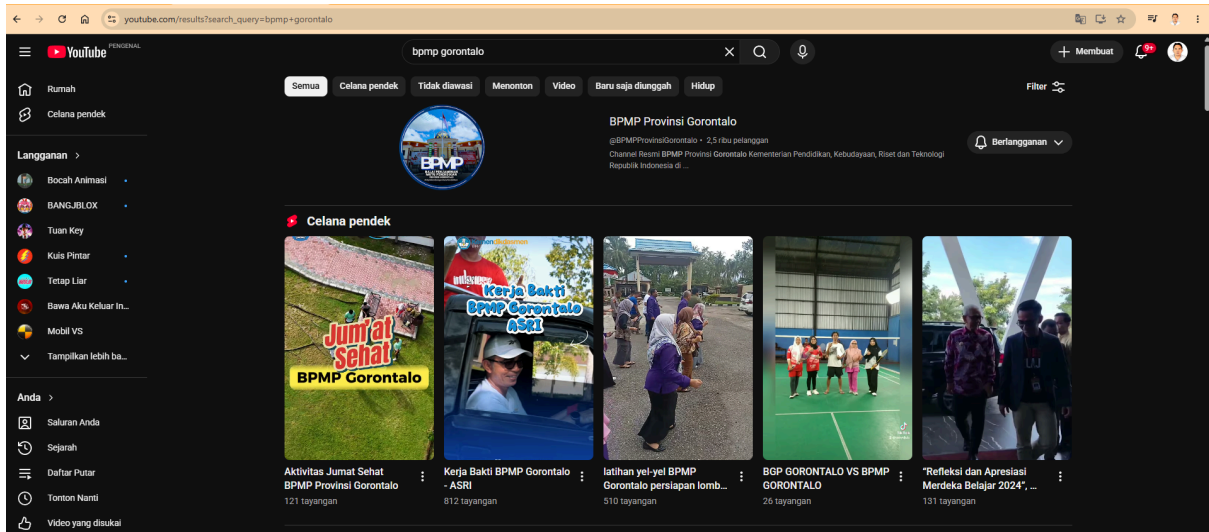 youtube.com/results?search_query=bpmp+gorontalo
YouTube PENGENAL
bpmp gorontalo
Membuat
9+
Rumah
Celana pendek
Langganan
Bocah Animasi
BANGJBLOX
Tuan Key
Kuis Pintar
Tetap Liar
Bawa Aku Keluar In...
Mobil VS
Tampilkan lebih ba...
Anda
Saluran Anda
Sejarah
Daftar Putar
Tonton Nanti
Video yang disukai
Semua
Celana pendek
Tidak diawasi
Menonton
Video
Baru saja diunggah
Hidup
Filter
BPMP
BPMP Provinsi Gorontalo
@BPMPProvinsiGorontalo • 2,5 ribu pelanggan
Channel Resmi BPMP Provinsi Gorontalo Kementerian Pendidikan, Kebudayaan, Riset dan Teknologi
Republik Indonesia di ...
Berlangganan
Celana pendek
Jum'at
Sehat
BPMP Gorontalo
Kerja Bakti
BPMP Gorontalo
ASRI
Aktivitas Jumat Sehat
BPMP Provinsi Gorontalo
121 tayangan
Kerja Bakti BPMP Gorontalo
- ASRI
812 tayangan
latihan yel-yel BPMP
Gorontalo persiapan lomb...
510 tayangan
BGP GORONTALO VS BPMP
GORONTALO
26 tayangan
"Refleksi dan Apresiasi
Merdeka Belajar 2024", ...
131 tayangan